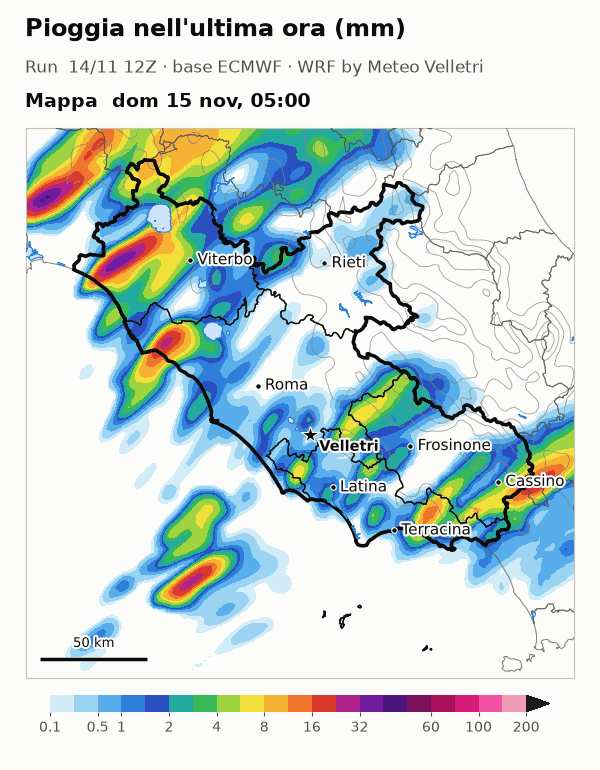 Pioggia nell'ultima ora (mm)
Run  14/11 12Z · base ECMWF · WRF by Meteo Velletri
Mappa  dom 15 nov, 05:00
Viterbo
Rieti
Roma
Velletri
Frosinone
Latina
Cassino
Terracina
50 km
0.1 0.5 1 2 4 8 16 32 60 100 200